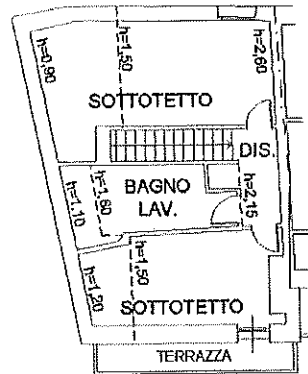 h=0,90
h=1,50
h=2,60
SOTTOTETTO
DIS.
BAGNO
LAV.
h=1,10
h=1,60
h=2,15
h=1,20
h=1,50
SOTTOTETTO
TERRAZZA